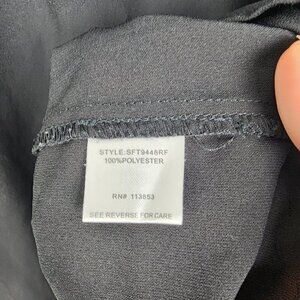 STYLE:SFT9448RF
100%POLYESTER
RN# 113853
SEE REVERSE FOR CARE